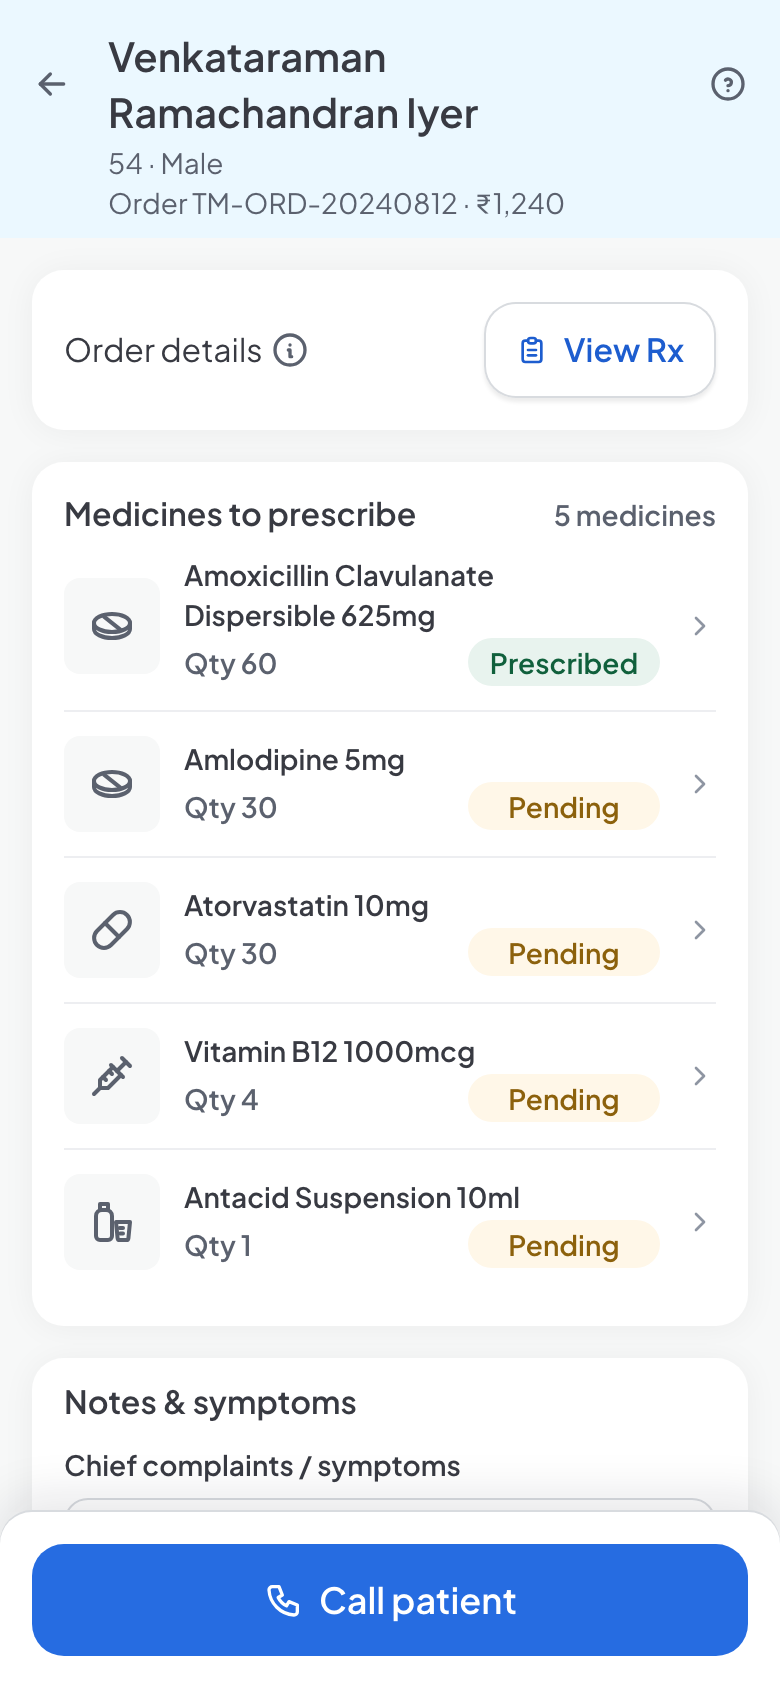 Venkataraman
Ramachandran Iyer
54 · Male
Order TM-ORD-20240812 · ₹1,240
Order details
View Rx
Medicines to prescribe
5 medicines
Amoxicillin Clavulanate
Dispersible 625mg
Qty 60
Prescribed
Amlodipine 5mg
Qty 30
Pending
Atorvastatin 10mg
Qty 30
Pending
Vitamin B12 1000mcg
Qty 4
Pending
Antacid Suspension 10ml
Qty 1
Pending
Notes & symptoms
Chief complaints / symptoms
Call patient